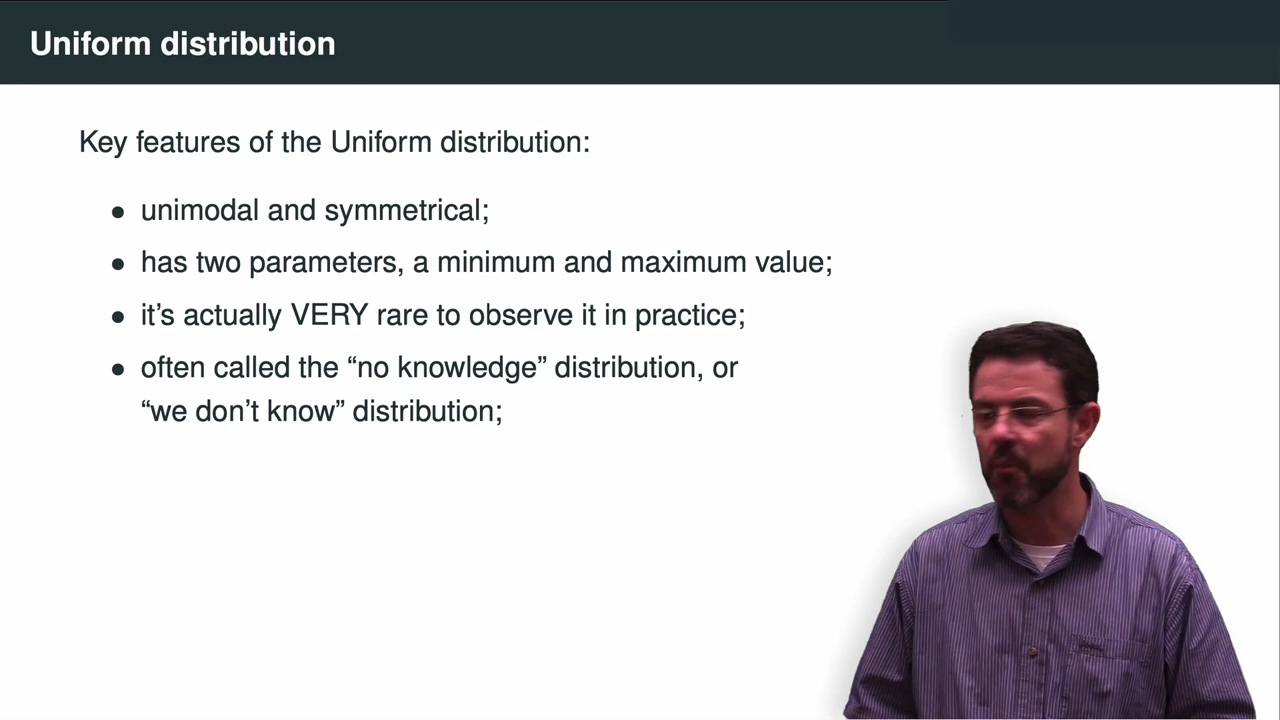 Uniform distribution
Key features of the Uniform distribution:
• unimodal and symmetrical;
• has two parameters, a minimum and maximum value;
• it's actually VERY rare to observe it in practice;
• often called the “no knowledge” distribution, or
“we don't know” distribution;